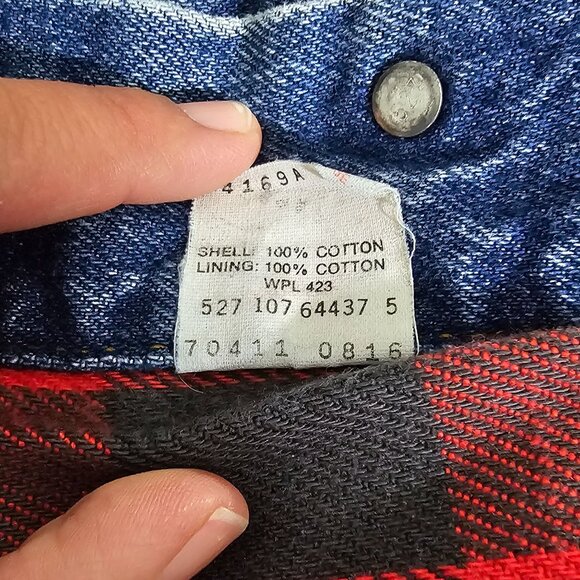 4169A
SHELL: 100% COTTON
LINING: 100% COTTON
WPL 423
527 107 64437 5
70411 0816